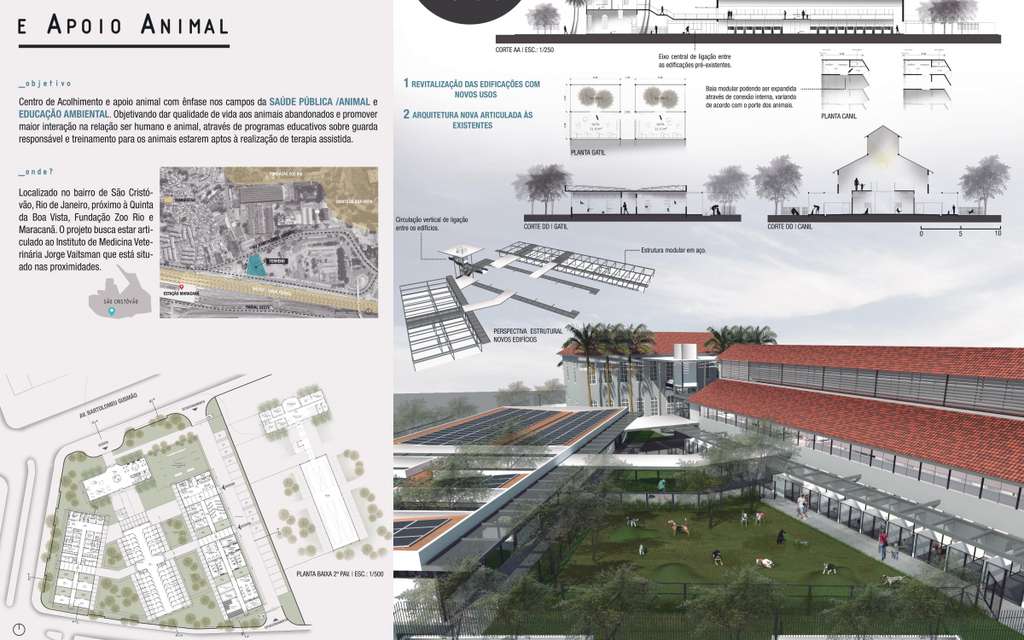 E APOIO ANIMAL
_objetivo
Centro de Acolhimento e apoio animal com ênfase nos campos da SAÚDE PÚBLICA /ANIMAL e
EDUCAÇÃO AMBIENTAL. Objetivando dar qualidade de vida aos animais abandonados e promover
maior interação na relação ser humano e animal, através de programas educativos sobre guarda
responsável e treinamento para os animais estarem aptos à realização de terapia assistida.
_onde?
Localizado no bairro de São Cristó-
vão, Rio de Janeiro, próximo à Quinta
da Boa Vista, Fundação Zoo Rio e
Maracanã. O projeto busca estar arti-
culado ao Instituto de Medicina Vete-
rinária Jorge Vaitsman que está situ-
ado nas proximidades.
SÃO CRISTÓVÃO
TERRENO
ESTAÇÃO MARACANÃ
AV. BARTOLOMEU GUSMÃO
PLANTA BAIXA 2º PAV. | ESC.: 1/500
CORTE AA | ESC.: 1/250
Eixo central de ligação entre
as edificações pré-existentes.
1 REVITALIZAÇÃO DAS EDIFICAÇÕES COM
NOVOS USOS
2 ARQUITETURA NOVA ARTICULADA ÀS
EXISTENTES
PLANTA GATIL
Baia modular podendo ser expandida
através de conexão interna, variando
de acordo com o porte dos animais.
PLANTA CANIL
CORTE DD | GATIL
CORTE DD | CANIL
0 5 10
Circulação vertical de ligação
entre os edifícios.
Estrutura modular em aço.
PERSPECTIVA ESTRUTURAL
NOVOS EDIFÍCIOS